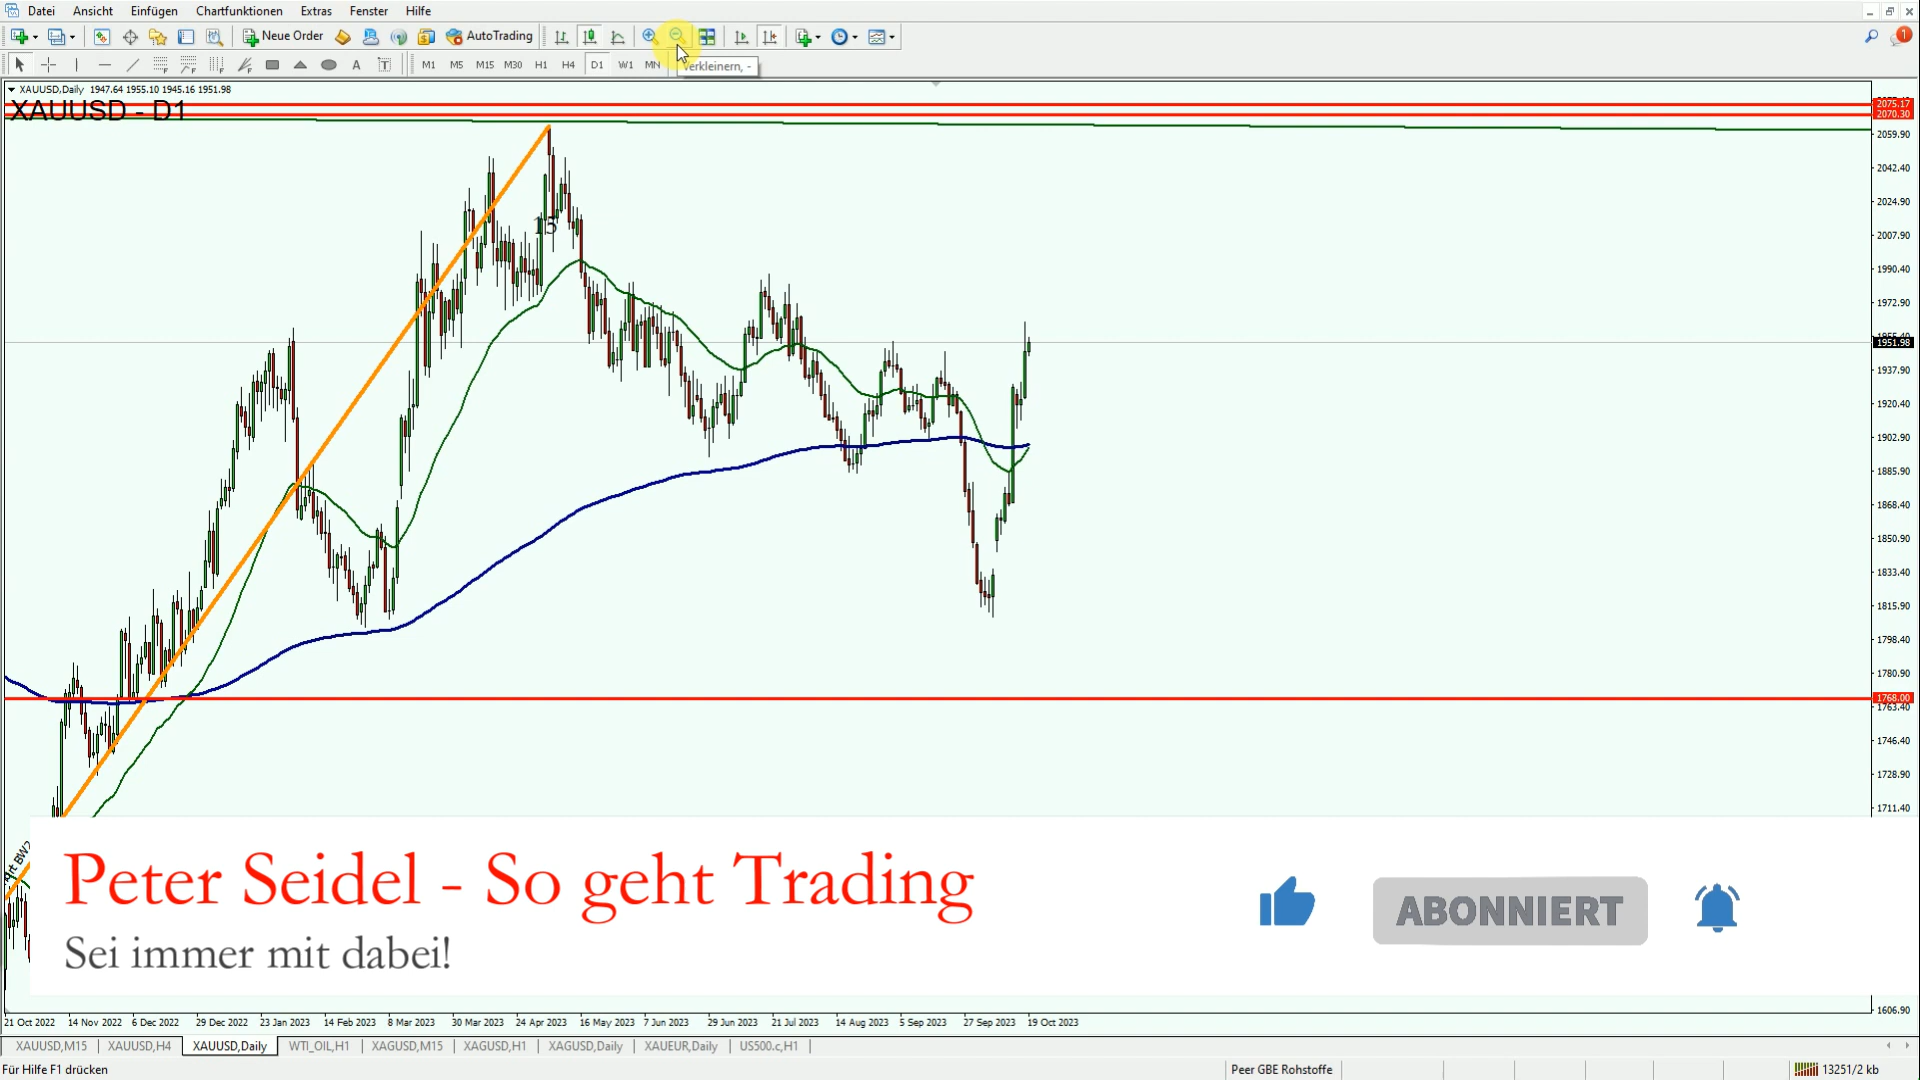 Datei Ansicht Einfügen Chartfunktionen Extras Fenster Hilfe
Neue Order AutoTrading 1
A T M1 M5 M15 M30 H1 H4 D1 W1 MN
Verkleinern, -
XAUUSD,Daily 1947.64 1955.10 1945.16 1951.98
XAUUSD - D1
15
2075.17
2070.30
2059.90
2042.40
2024.90
2007.90
1990.40
1972.90
1955.40
1951.98
1937.90
1920.40
1902.90
1885.90
1868.40
1850.90
1833.40
1815.90
1798.40
1780.90
1768.00
1763.40
1746.40
1728.90
1711.40
Peter Seidel - So geht Trading
Sei immer mit dabei!
ABONNIERT
1606.90
21 Oct 2022 14 Nov 2022 6 Dec 2022 29 Dec 2022 23 Jan 2023 14 Feb 2023 8 Mar 2023 30 Mar 2023 24 Apr 2023 16 May 2023 7 Jun 2023 29 Jun 2023 21 Jul 2023 14 Aug 2023 5 Sep 2023 27 Sep 2023 19 Oct 2023
XAUUSD,M15 XAUUSD,H4 XAUUSD,Daily WTI_OIL,H1 XAGUSD,M15 XAGUSD,H1 XAGUSD,Daily XAUEUR,Daily US500.c,H1
Für Hilfe F1 drücken Peer GBE Rohstoffe 13251/2 kb